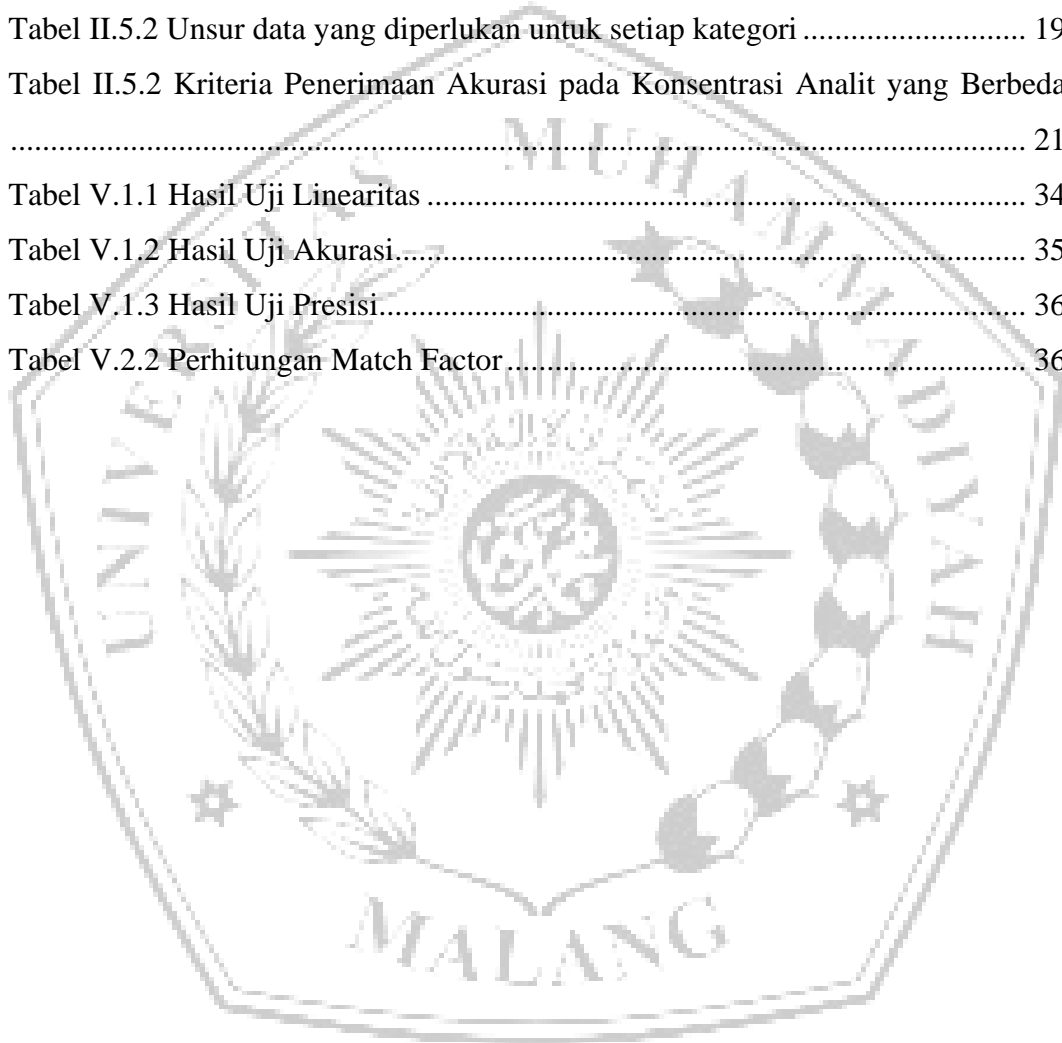 Tabel II.5.2 Unsur data yang diperlukan untuk setiap kategori ............................ 19
Tabel II.5.2 Kriteria Penerimaan Akurasi pada Konsentrasi Analit yang Berbeda
.................................................................................................................... 21
Tabel V.1.1 Hasil Uji Linearitas ........................................................................ 34
Tabel V.1.2 Hasil Uji Akurasi............................................................................ 35
Tabel V.1.3 Hasil Uji Presisi.............................................................................. 36
Tabel V.2.2 Perhitungan Match Factor .............................................................. 36
UNIVERSITAS MUHAMMADIYAH
MALANG